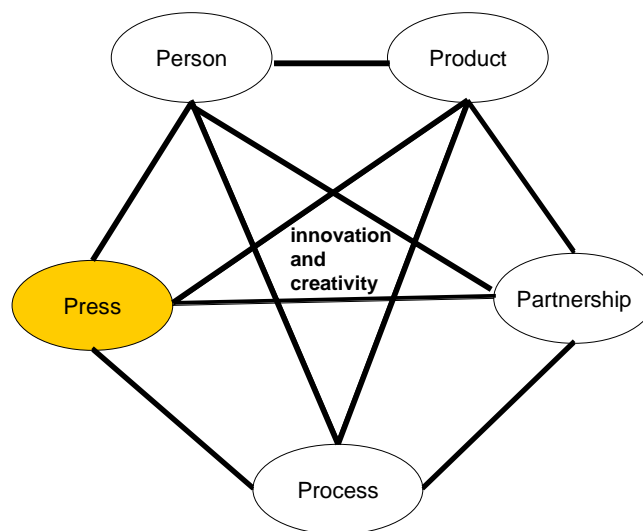 Person
Product
innovation
and
creativity
Press
Partnership
Process